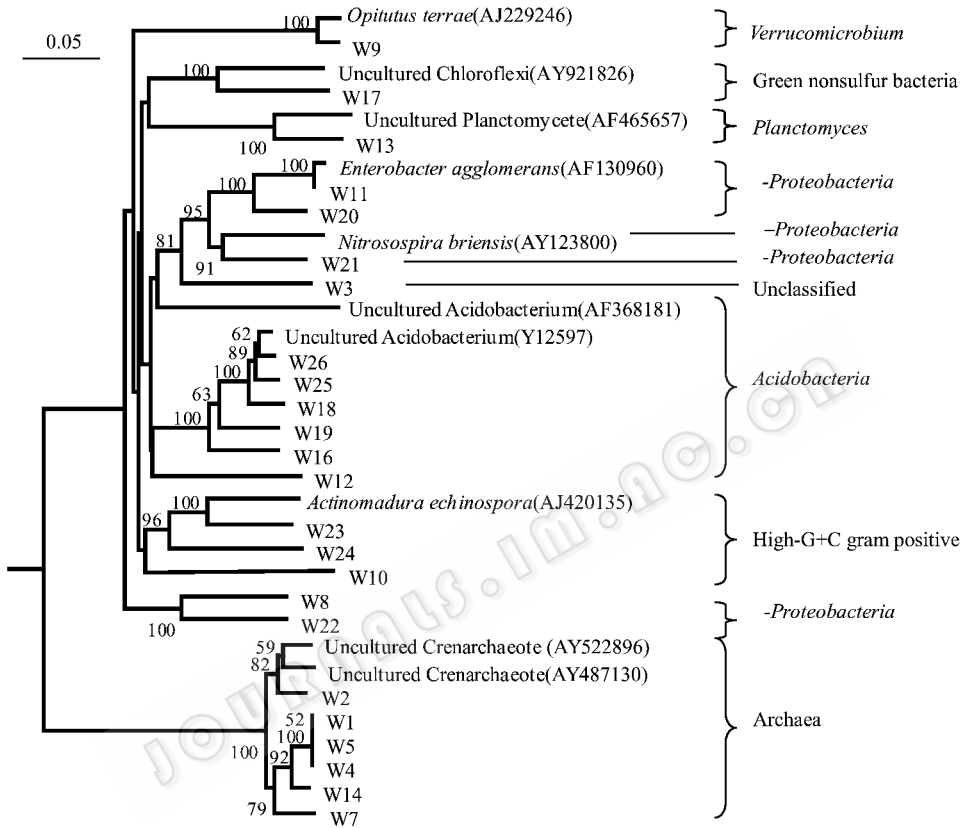 100
Opitutus terrae(AJ229246)
Verrucomicrobium
0.05
W9
100
Uncultured Chloroflexi(AY921826)
Green nonsulfur bacteria
W17
Uncultured Planctomycete(AF465657)
Planctomyces
100
W13
100
100
Enterobacter agglomerans(AF130960)
-Proteobacteria
W11
95
W20
–Proteobacteria
81
Nitrosospira briensis(AY123800)
91
W21
-Proteobacteria
W3
Unclassified
Uncultured Acidobacterium(AF368181)
62
Uncultured Acidobacterium(Y12597)
89
W26
100
W25
Acidobacteria
63
W18
100
W19
W16
W12
100
Actinomadura echinospora(AJ420135)
96
W23
High-G+C gram positive
W24
W10
W8
-Proteobacteria
100
W22
59
Uncultured Crenarchaeote (AY522896)
82
Uncultured Crenarchaeote(AY487130)
W2
52
W1
Archaea
100
100
W5
92
W4
W14
79
W7
JOURNALS.IM.AC.CN